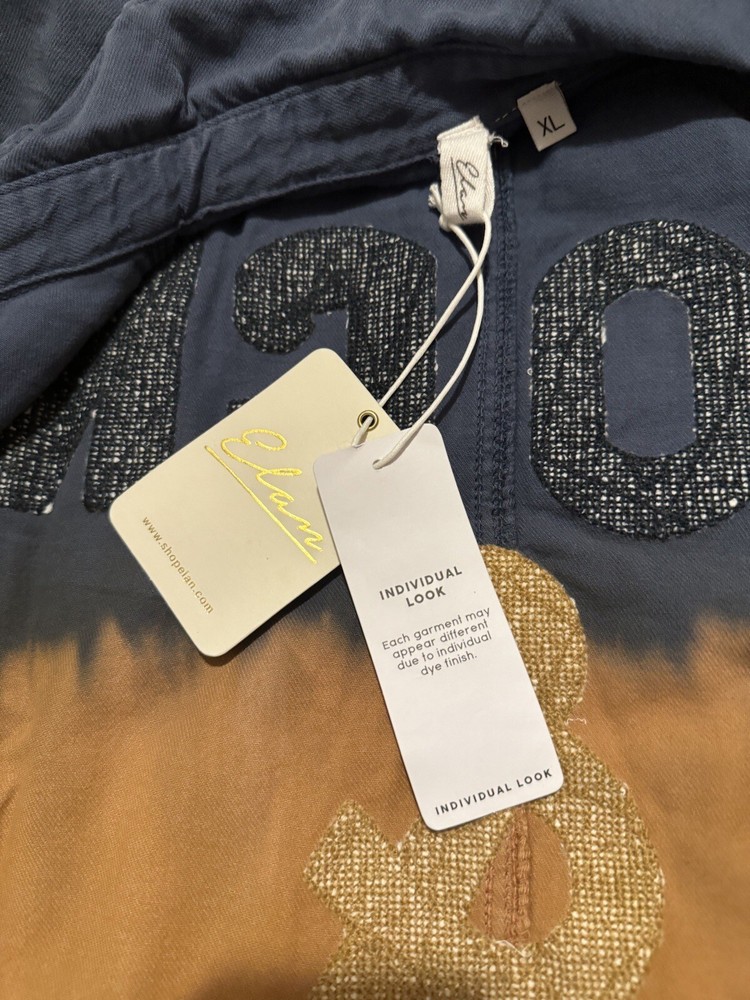 XL
Elan
Elan
www.shopelan.com
INDIVIDUAL
LOOK
Each garment may
appear different
due to individual
dye finish.
INDIVIDUAL LOOK
O
&